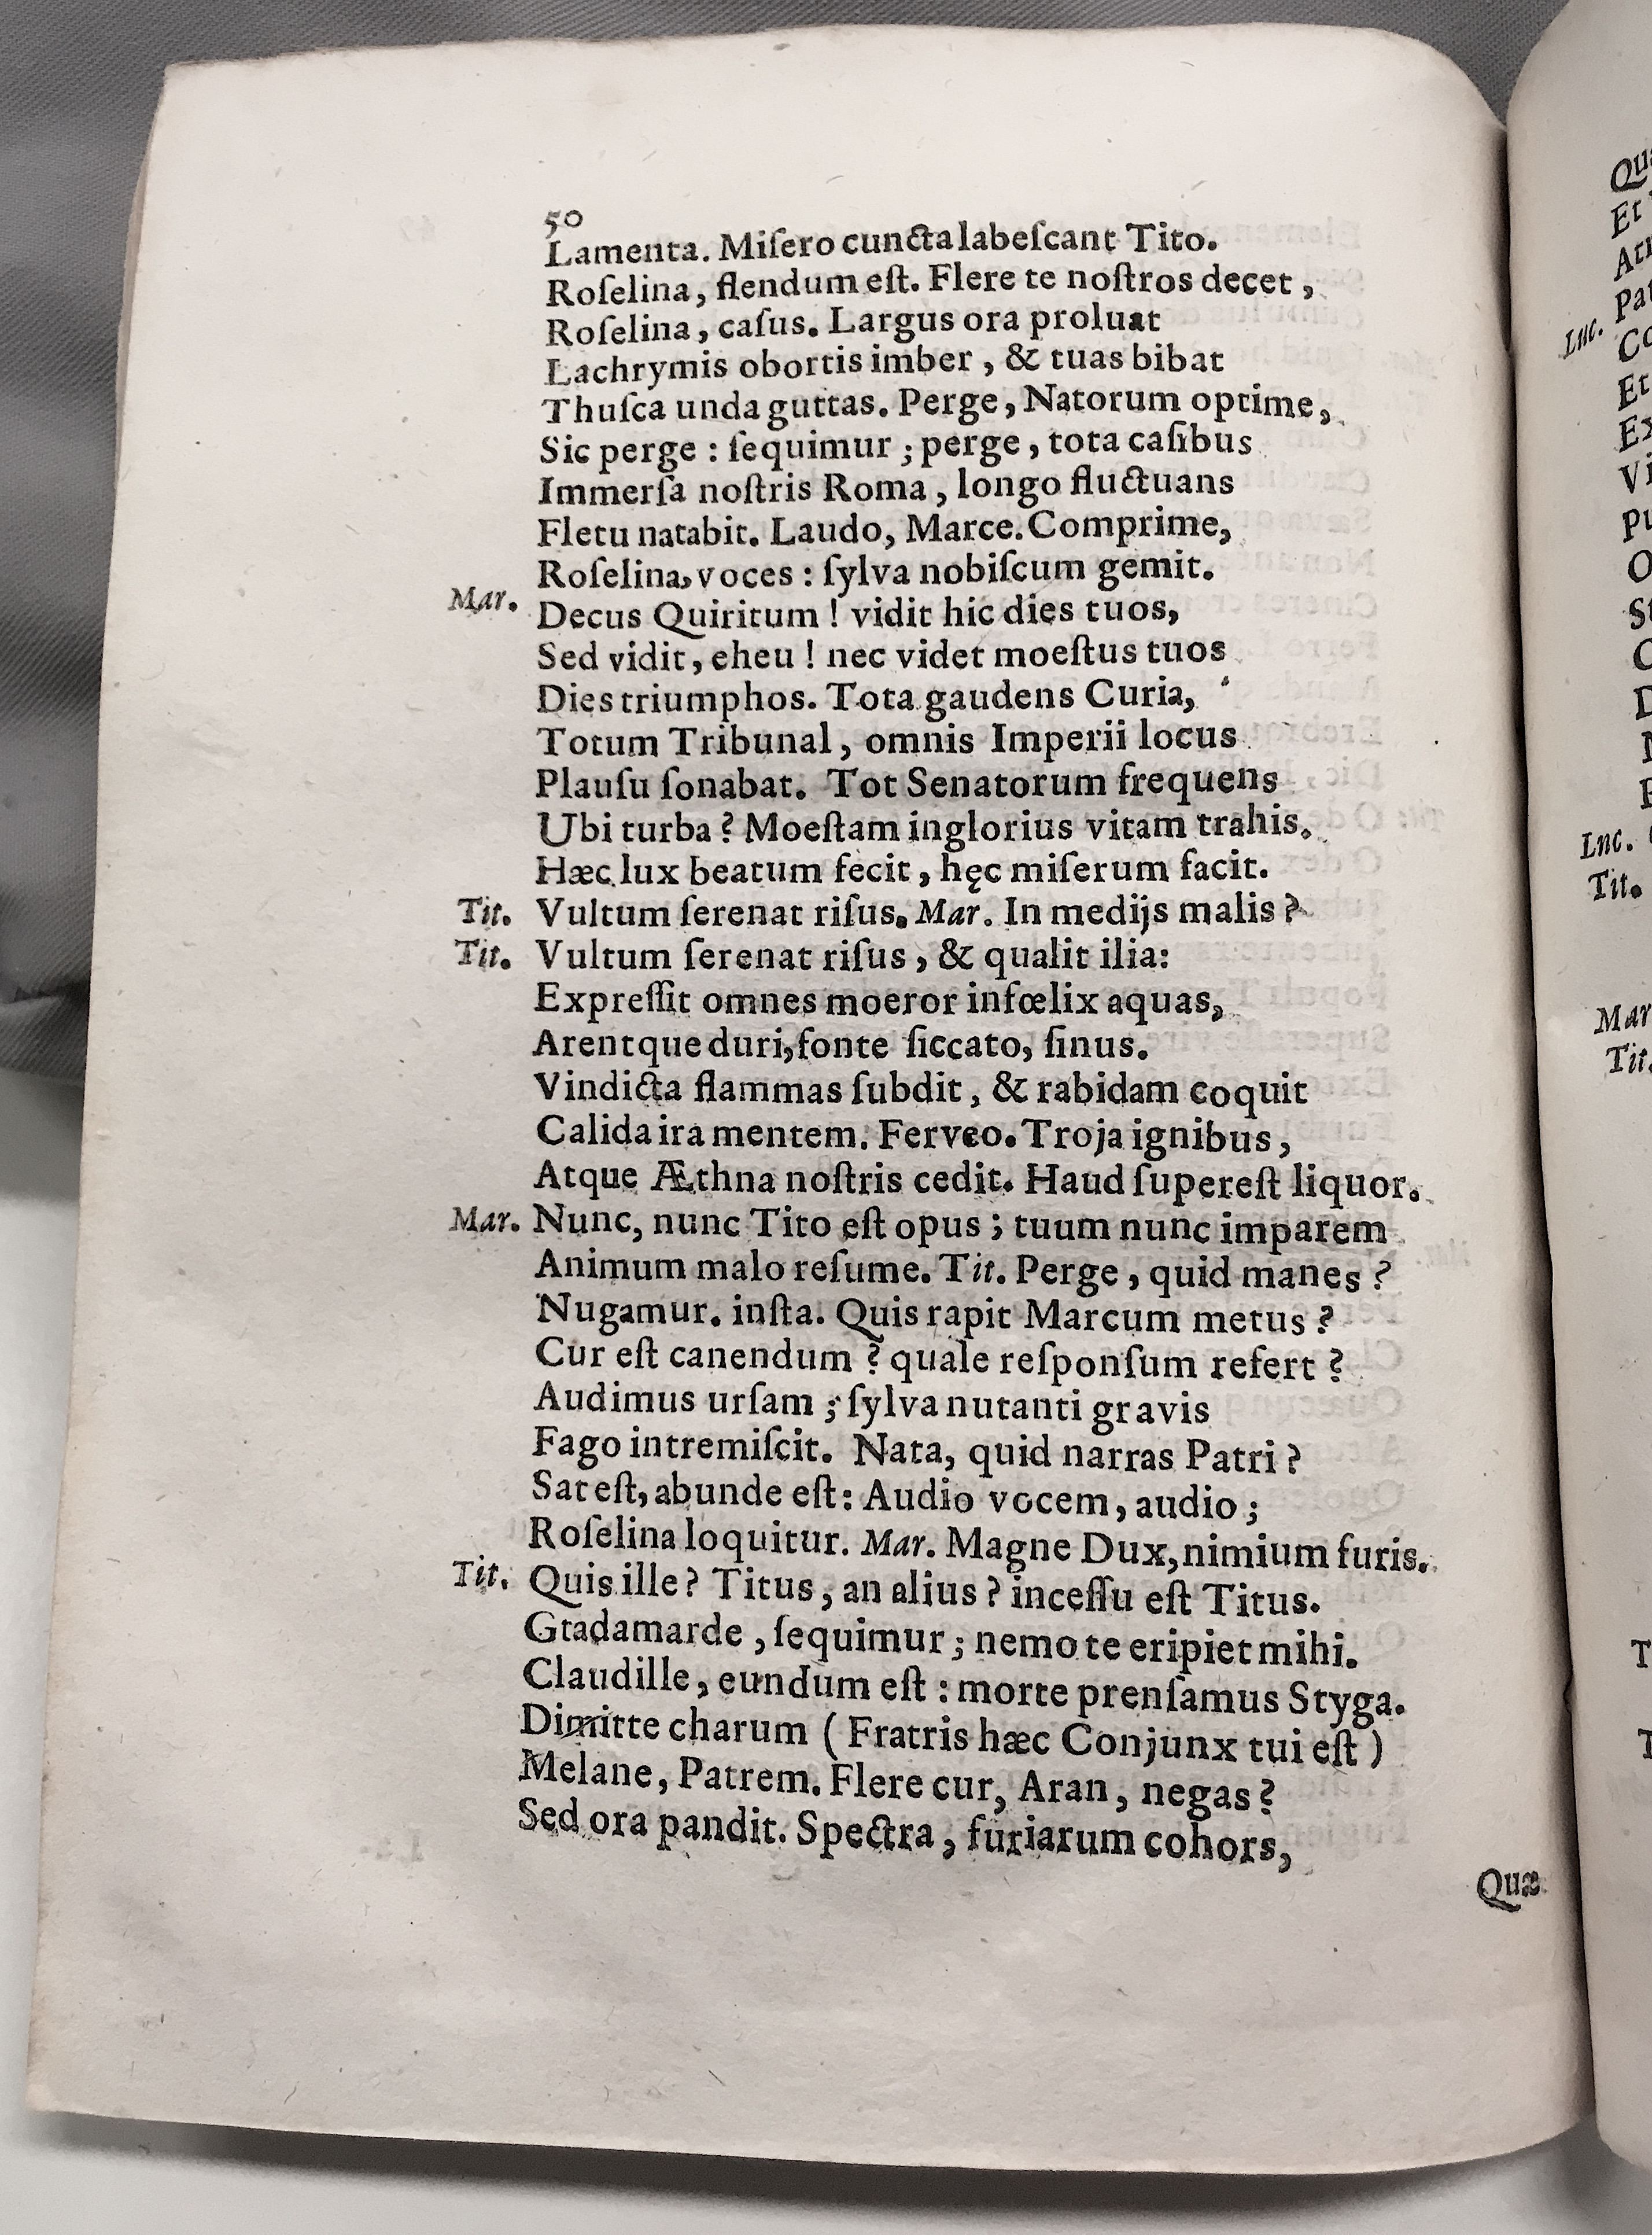 50
Lamenta. Miſero cuncta labeſcant Tito.
Roſelina, flendum eſt. Flere te noſtros decet,
Roſelina, caſus. Largus ora proluat
Lachrymis obortis imber, & tuas bibat
Thuſca unda guttas. Perge, Natorum optime,
Sic perge: ſequimur; perge, tota caſibus
Immerſa noſtris Roma, longo fluctuans
Fletu natabit. Laudo, Marce. Comprime,
Roſelina, voces: ſylva nobiſcum gemit.
Mar. Decus Quiritum! vidit hic dies tuos,
Sed vidit, eheu! nec videt moeſtus tuos
Dies triumphos. Tota gaudens Curia,
Totum Tribunal, omnis Imperii locus
Plauſu ſonabat. Tot Senatorum frequens
Ubi turba? Moeſtam inglorius vitam trahis.
Hæc lux beatum fecit, hęc miſerum facit.
Tit. Vultum ſerenat riſus. Mar. In medijs malis?
Tit. Vultum ſerenat riſus, & qualit ilia:
Expreſſit omnes moeror infœlix aquas,
Arentque duri, fonte ſiccato, ſinus.
Vindicta flammas ſubdit, & rabidam coquit
Calida ira mentem. Ferveo. Troja ignibus,
Atque Æthna noſtris cedit. Haud ſupereſt liquor.
Mar. Nunc, nunc Tito eſt opus; tuum nunc imparem
Animum malo reſume. Tit. Perge, quid manes?
Nugamur. inſta. Quis rapit Marcum metus?
Cur eſt canendum? quale reſponſum refert?
Audimus urſam; ſylva nutanti gravis
Fago intremiſcit. Nata, quid narras Patri?
Sat eſt, abunde eſt: Audio vocem, audio;
Roſelina loquitur. Mar. Magne Dux, nimium furis.
Tit. Quis ille? Titus, an alius? inceſſu eſt Titus.
Gtadamarde, ſequimur; nemo te eripiet mihi.
Claudille, eundum eſt: morte prenſamus Styga.
Dimitte charum (Fratris hæc Conjunx tui eſt)
Melane, Patrem. Flere cur, Aran, negas?
Sed ora pandit. Spectra, furiarum cohors,
Quæ
Et
Inc.
Et
Inc.
Tit.
Mar
Tit.